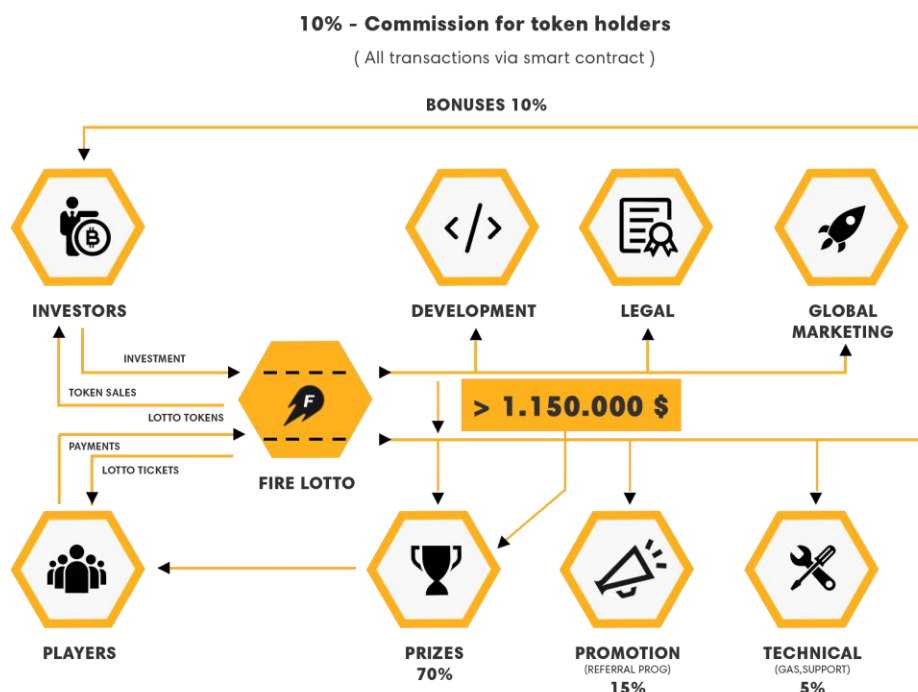 10% - Commission for token holders
( All transactions via smart contract )
BONUSES 10%
INVESTORS
DEVELOPMENT
LEGAL
GLOBAL
MARKETING
INVESTMENT
TOKEN SALES
LOTTO TOKENS
PAYMENTS
LOTTO TICKETS
F
> 1.150.000 $
FIRE LOTTO
PLAYERS
PRIZES
70%
PROMOTION
(REFERRAL PROG)
15%
TECHNICAL
(GAS,SUPPORT)
5%